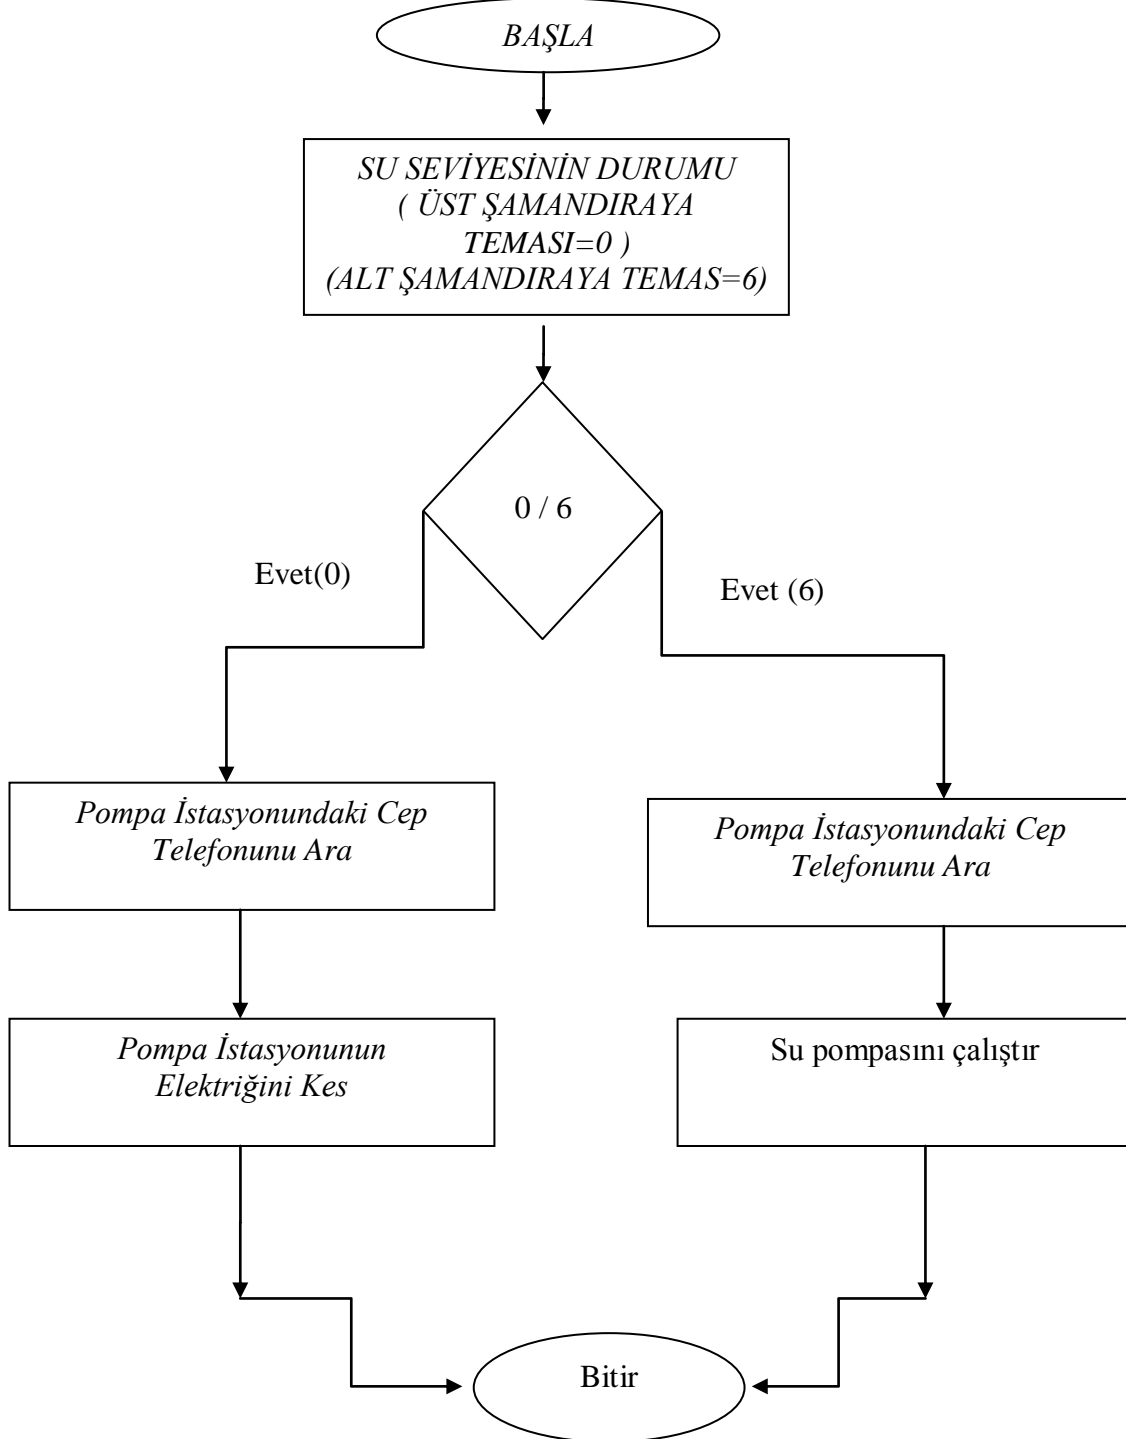 BAŞLA
SU SEVİYESİNİN DURUMU
( ÜST ŞAMANDIRAYA
TEMASI=0 )
(ALT ŞAMANDIRAYA TEMAS=6)
0 / 6
Evet(0)
Evet (6)
Pompa İstasyonundaki Cep
Telefonunu Ara
Pompa İstasyonundaki Cep
Telefonunu Ara
Pompa İstasyonunun
Elektriğini Kes
Su pompasını çalıştır
Bitir